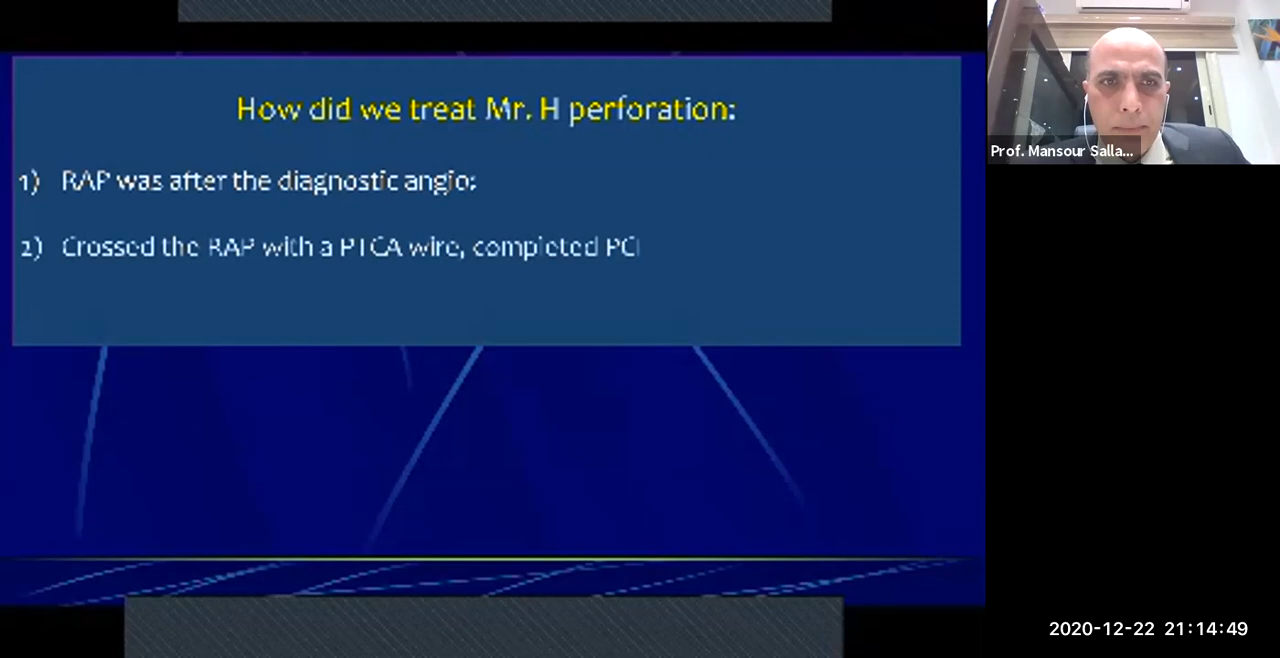 How did we treat Mr. H perforation:
1) RAP was after the diagnostic angio:
2) Crossed the RAP with a PTCA wire, completed PCI
Prof. Mansour Salla...
2020-12-22 21:14:49